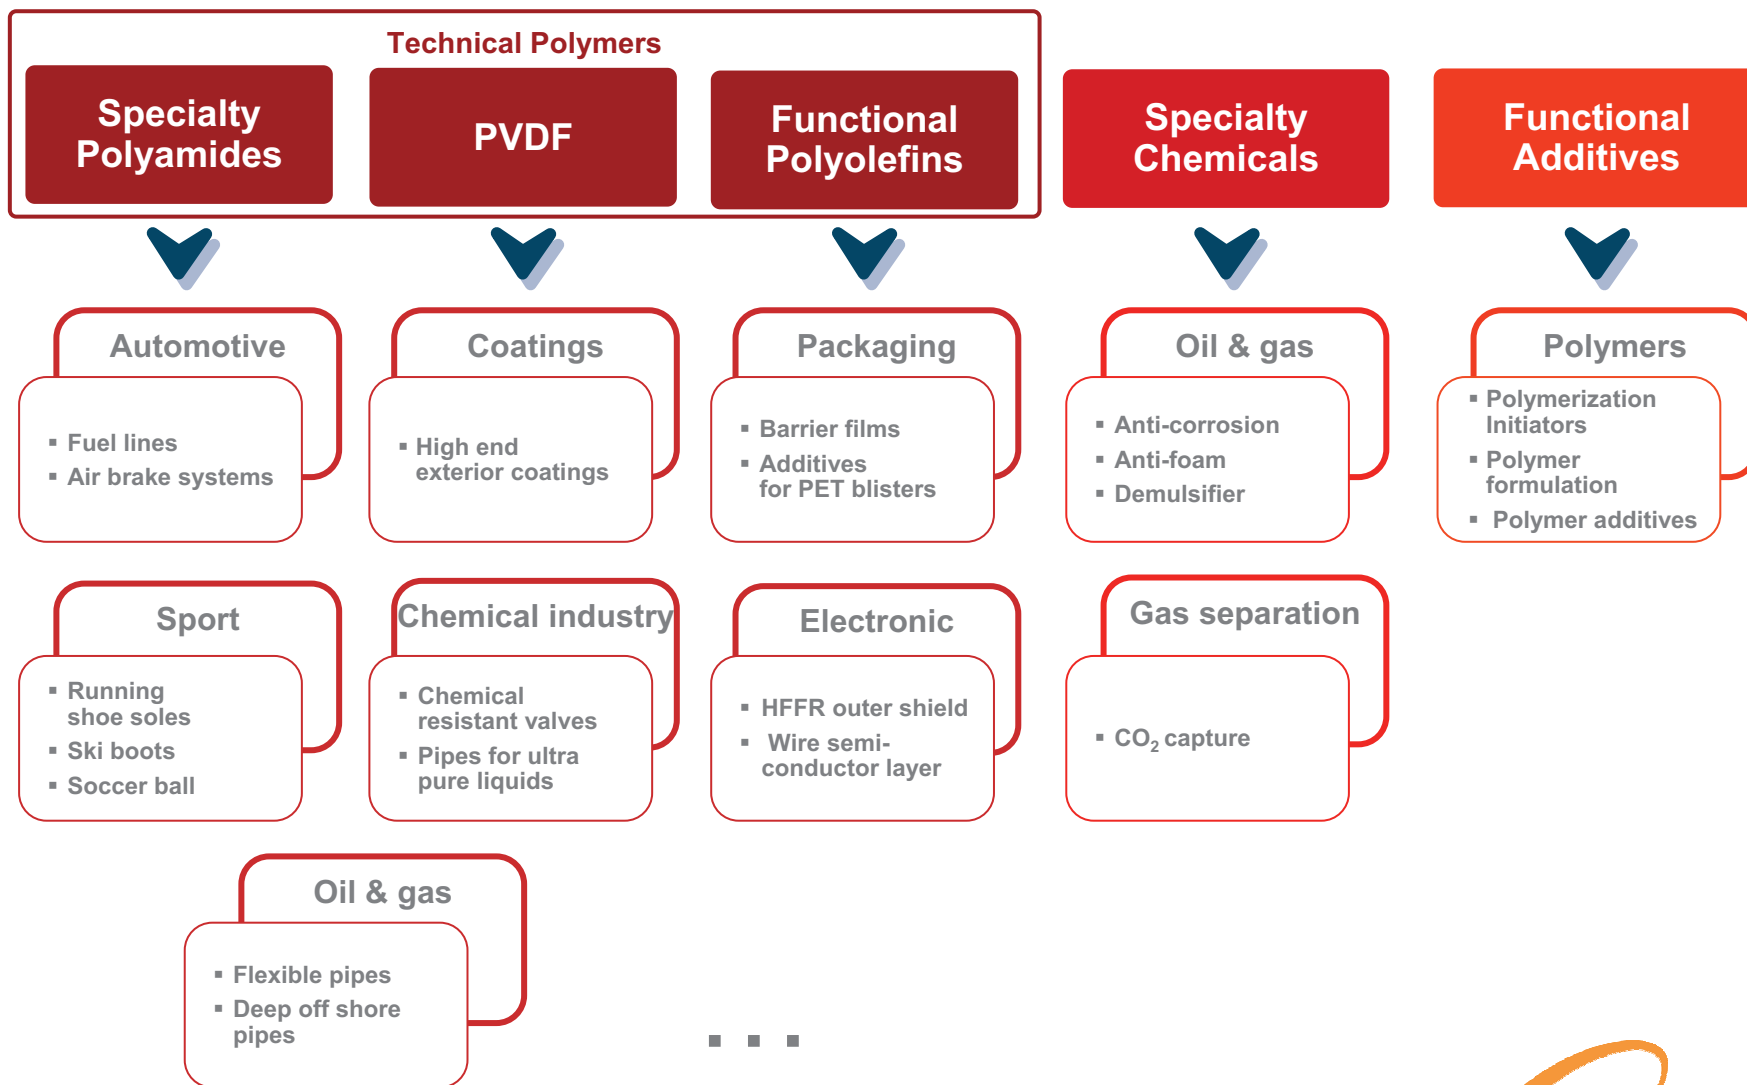 Technical Polymers
Specialty
Polyamides
PVDF
Functional
Polyolefins
Specialty
Chemicals
Functional
Additives
Automotive
▪ Fuel lines
▪ Air brake systems
Coatings
▪ High end
exterior coatings
Packaging
▪ Barrier films
▪ Additives
for PET blisters
Oil & gas
▪ Anti-corrosion
▪ Anti-foam
▪ Demulsifier
Polymers
▪ Polymerization
Initiators
▪ Polymer
formulation
▪ Polymer additives
Sport
▪ Running
shoe soles
▪ Ski boots
▪ Soccer ball
Chemical industry
▪ Chemical
resistant valves
▪ Pipes for ultra
pure liquids
Electronic
▪ HFFR outer shield
▪ Wire semi-
conductor layer
Gas separation
▪ CO₂ capture
Oil & gas
▪ Flexible pipes
▪ Deep off shore
pipes
...